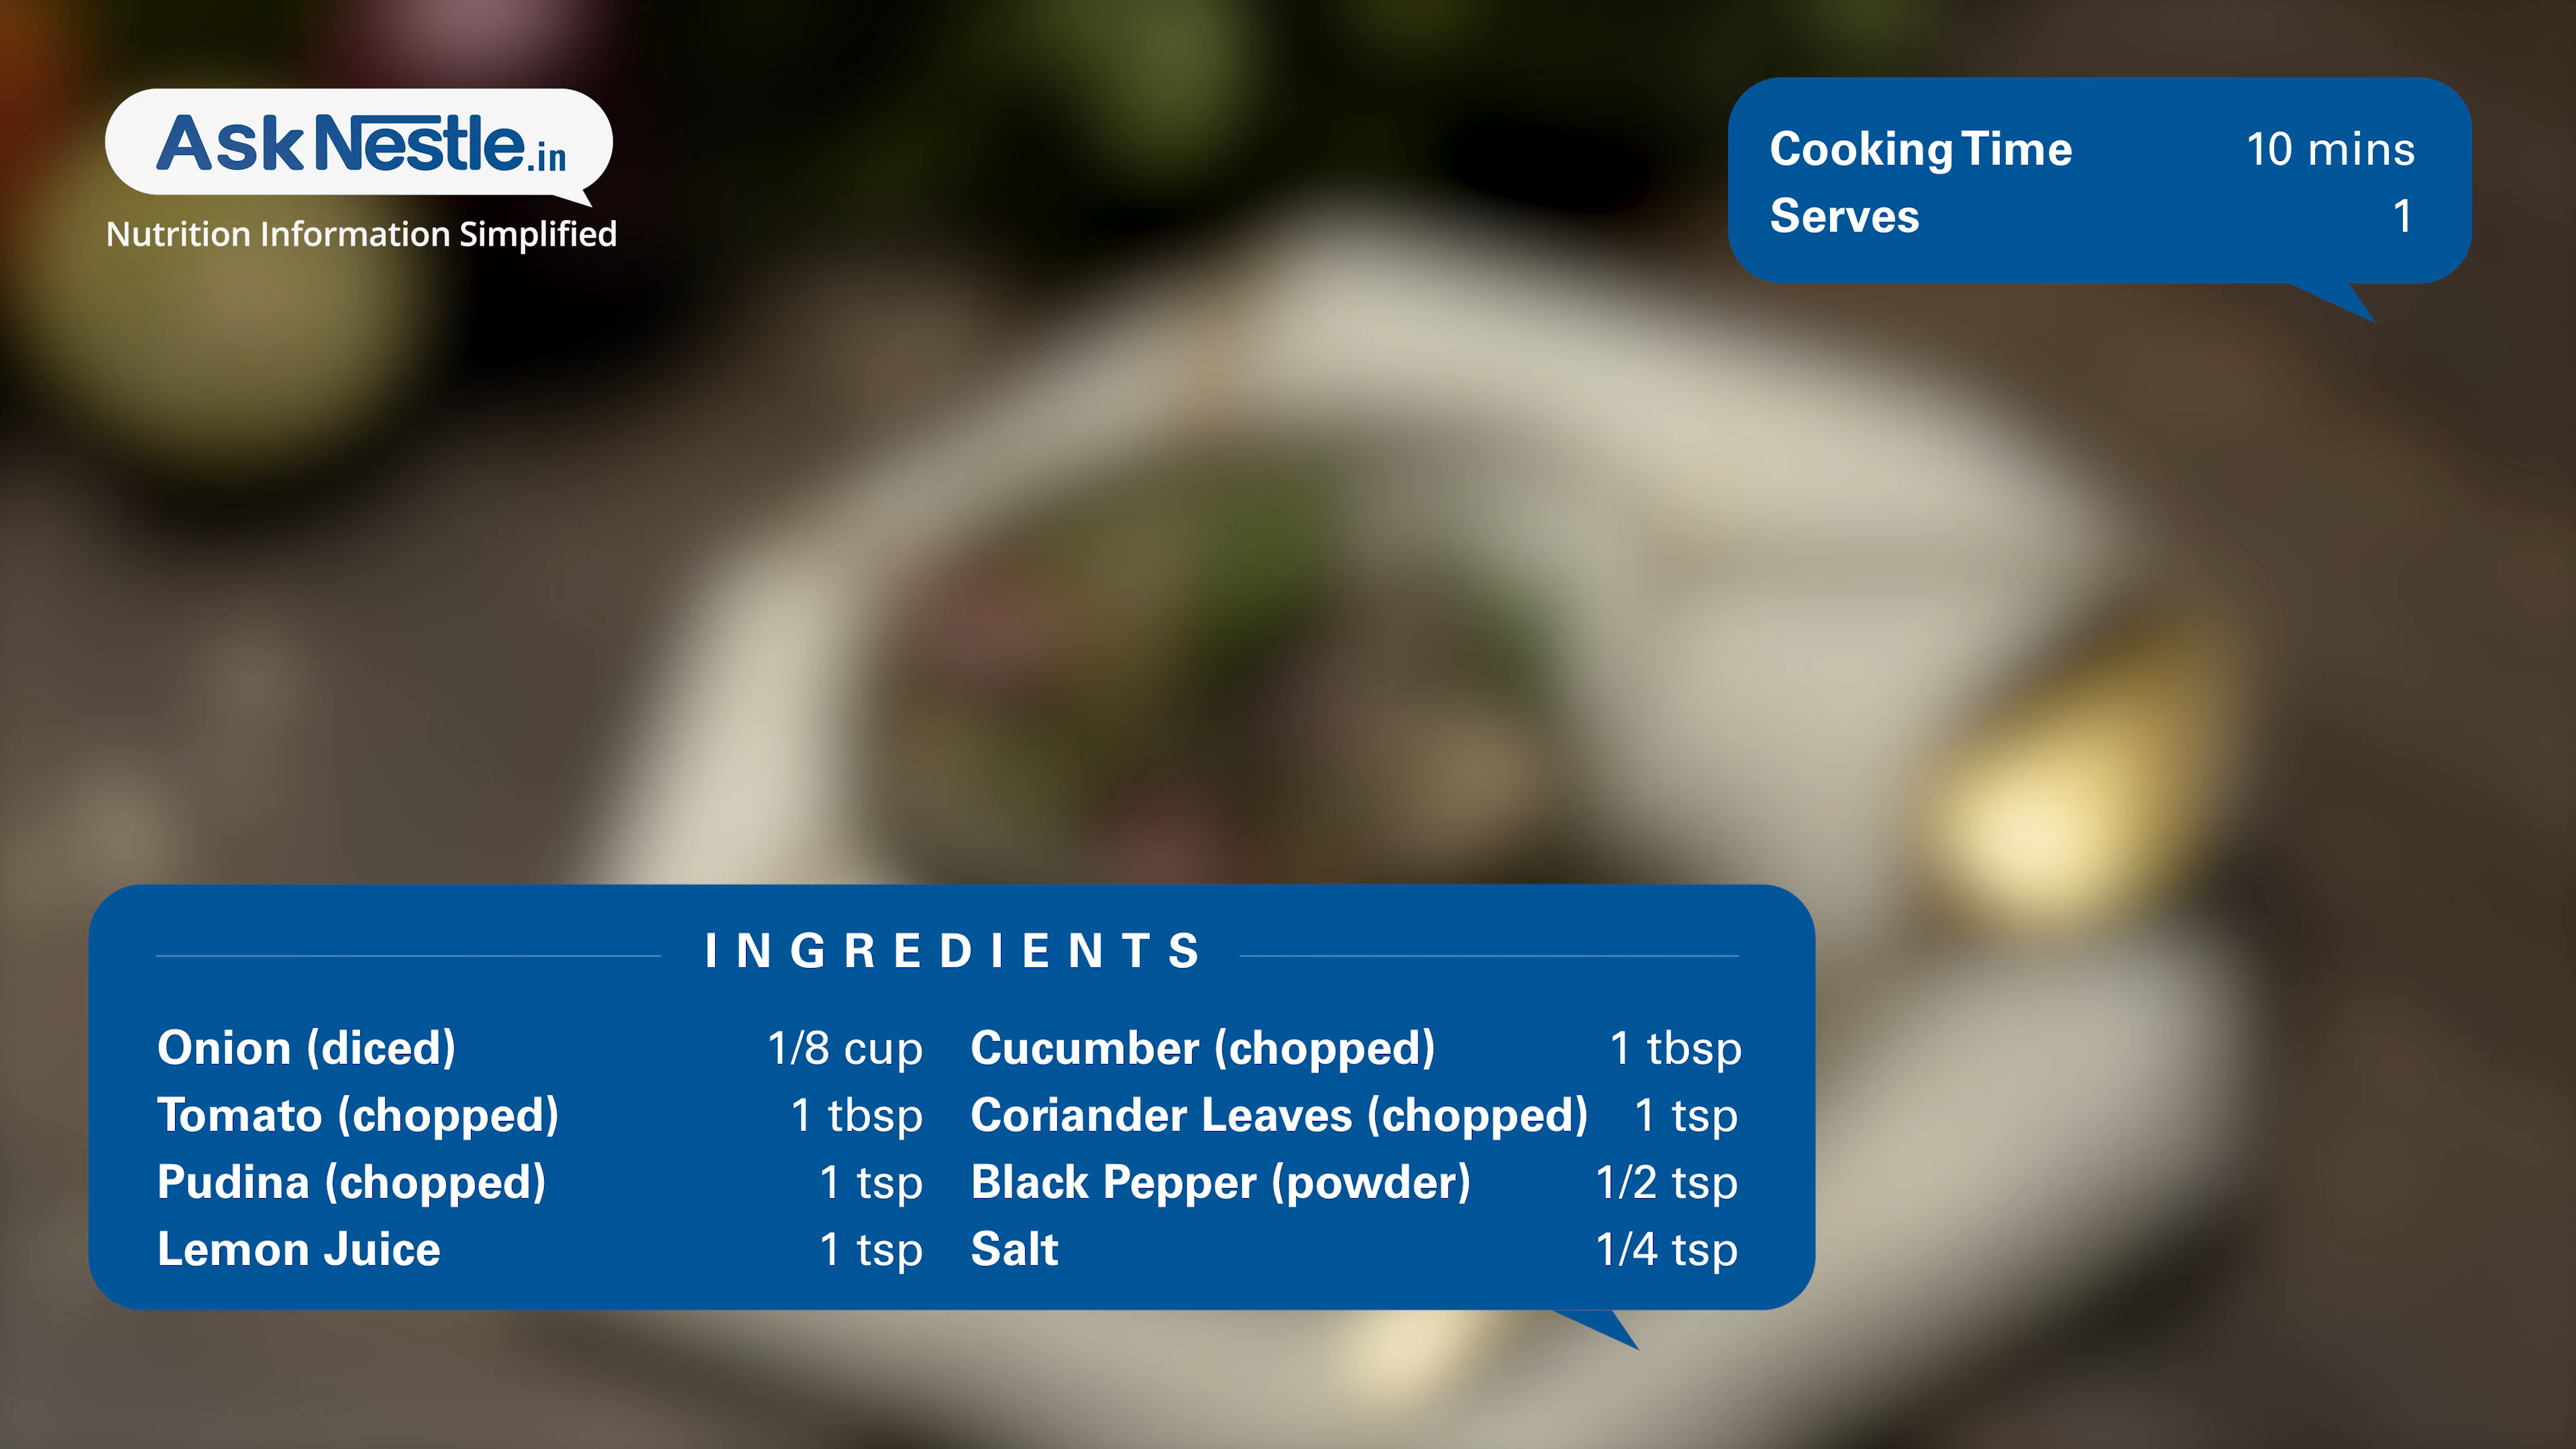 AskNestle.in
Nutrition Information Simplified
Cooking Time 10 mins
Serves 1
INGREDIENTS
Onion (diced) 1/8 cup Cucumber (chopped) 1 tbsp
Tomato (chopped) 1 tbsp Coriander Leaves (chopped) 1 tsp
Pudina (chopped) 1 tsp Black Pepper (powder) 1/2 tsp
Lemon Juice 1 tsp Salt 1/4 tsp